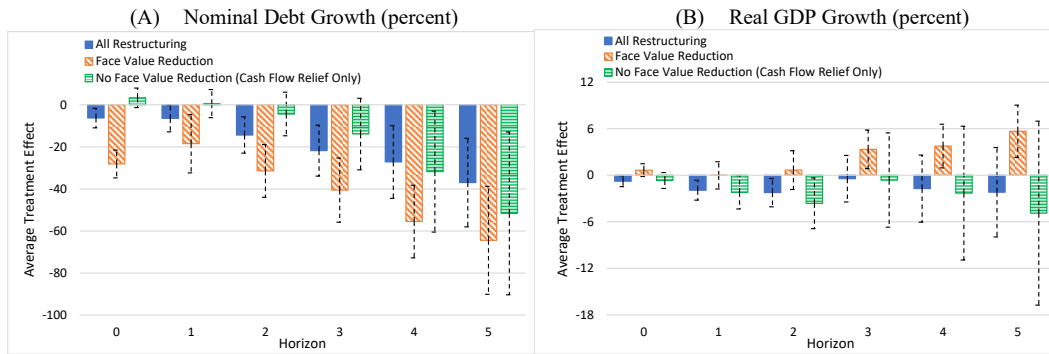 (A) Nominal Debt Growth (percent)
All Restructuring
Face Value Reduction
No Face Value Reduction (Cash Flow Relief Only)
20
0
-20
-40
-60
-80
-100
Average Treatment Effect
0 1 2 3 4 5
Horizon
(B) Real GDP Growth (percent)
All Restructuring
Face Value Reduction
No Face Value Reduction (Cash Flow Relief Only)
12
6
0
-6
-12
-18
Average Treatment Effect
0 1 2 3 4 5
Horizon